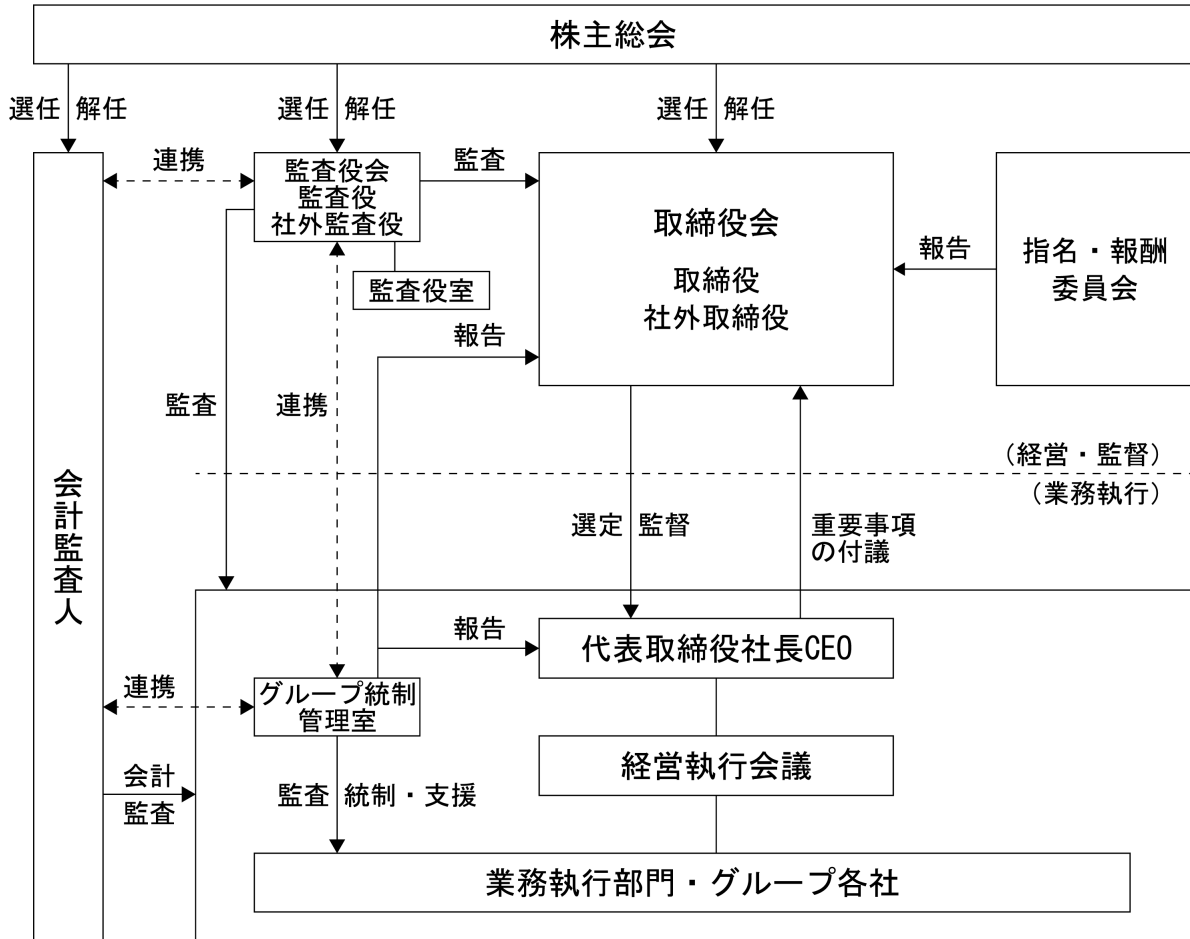 株主総会
選任 解任
選任 解任
選任 解任
連携
監査役会
監査役
社外監査役
監査
取締役会
取締役
社外取締役
報告
指名・報酬
委員会
監査役室
報告
監査
連携
(経営・監督)
(業務執行)
会計監査人
選定 監督
重要事項
の付議
報告
代表取締役社長CEO
連携
グループ統制
管理室
経営執行会議
会計
監査
監査 統制・支援
業務執行部門・グループ各社